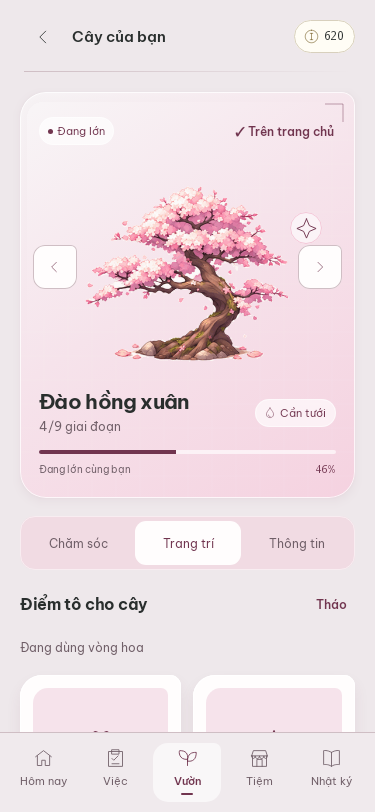 Cây của bạn
620
Đang lớn
✓ Trên trang chủ
Đào hồng xuân
4/9 giai đoạn
Cần tưới
Đang lớn cùng bạn
46%
Chăm sóc
Trang trí
Thông tin
Điểm tô cho cây
Tháo
Đang dùng vòng hoa
Hôm nay
Việc
Vườn
Tiệm
Nhật ký